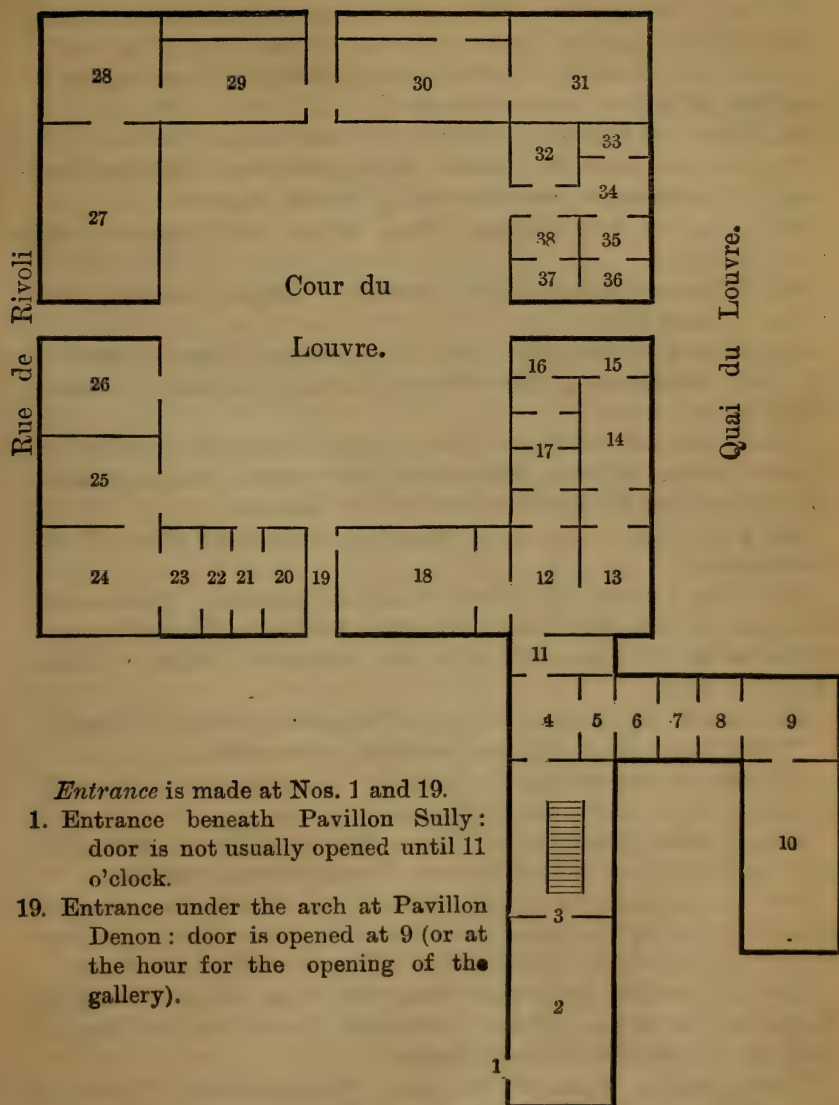 28 29 30 31
32 33
34
27
38 35
37 36
Rue de Rivoli
Cour du
Louvre.
Quai du Louvre.
16 15
26
14
17
25
24 23 22 21 20 19 18 12 13
11
4 5 6 7 8 9
10
3
2
1
Entrance is made at Nos. 1 and 19.
1. Entrance beneath Pavillon Sully:
door is not usually opened until 11
o'clock.
19. Entrance under the arch at Pavillon
Denon: door is opened at 9 (or at
the hour for the opening of the
gallery).